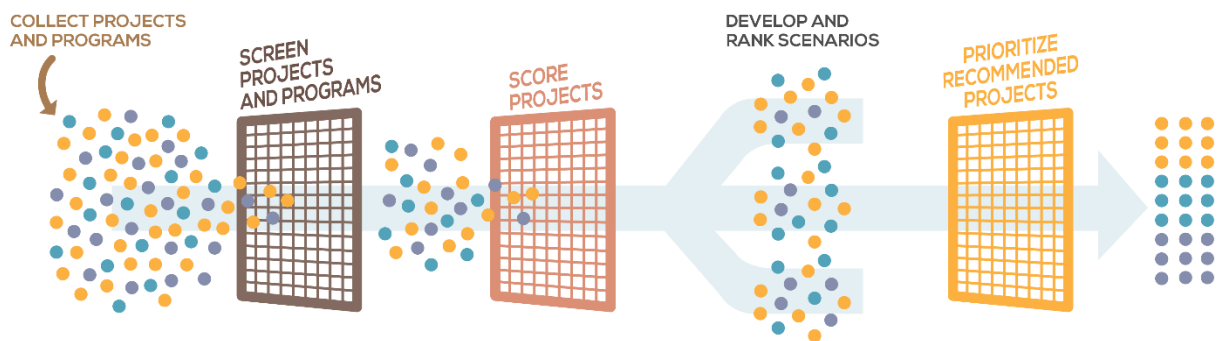 COLLECT PROJECTS
AND PROGRAMS
SCREEN
PROJECTS
AND PROGRAMS
SCORE
PROJECTS
DEVELOP AND
RANK SCENARIOS
PRIORITIZE
RECOMMENDED
PROJECTS